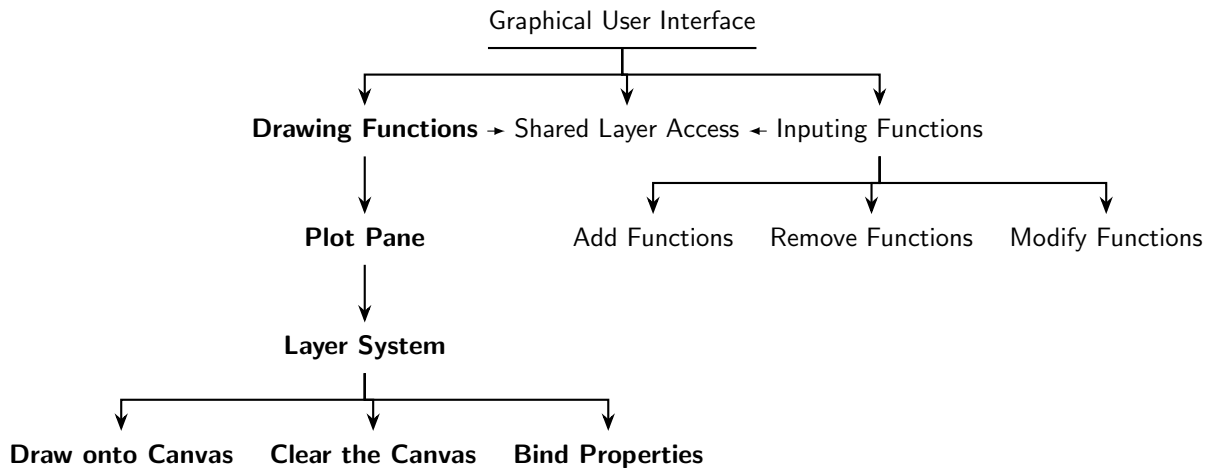 Graphical User Interface
Drawing Functions Shared Layer Access Inputing Functions
Plot Pane Add Functions Remove Functions Modify Functions
Layer System
Draw onto Canvas Clear the Canvas Bind Properties